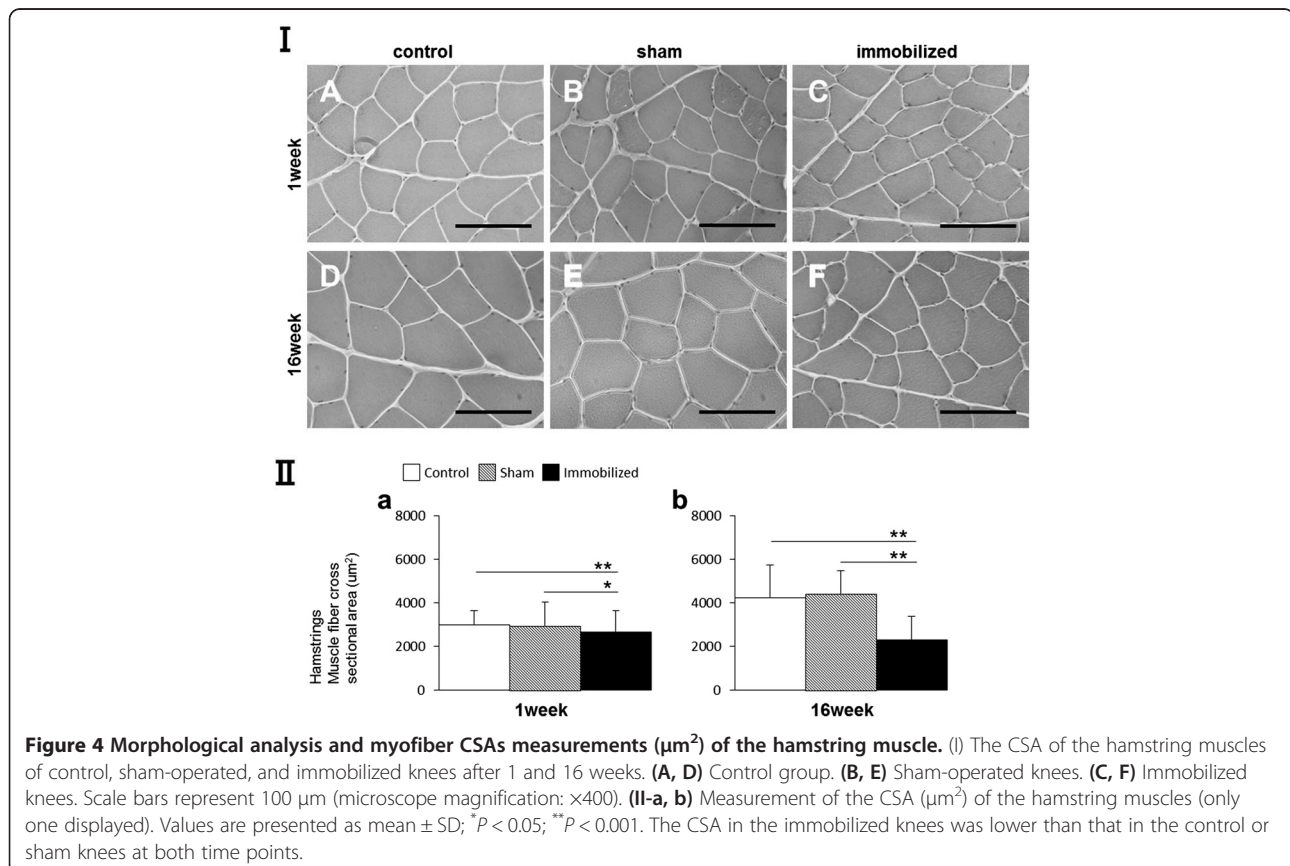 I
control sham immobilized
1week
A B C
16week
D E F
II
Control Sham Immobilized
a b
Hamstrings
Muscle fiber cross
sectional area (um²)
8000
6000
4000
2000
0
**
*
1week
8000
6000
4000
2000
0
**
**
16week
Figure 4 Morphological analysis and myofiber CSAs measurements (μm²) of the hamstring muscle. (I) The CSA of the hamstring muscles
of control, sham-operated, and immobilized knees after 1 and 16 weeks. (A, D) Control group. (B, E) Sham-operated knees. (C, F) Immobilized
knees. Scale bars represent 100 μm (microscope magnification: ×400). (II-a, b) Measurement of the CSA (μm²) of the hamstring muscles (only
one displayed). Values are presented as mean ± SD; *P < 0.05; **P < 0.001. The CSA in the immobilized knees was lower than that in the control or
sham knees at both time points.